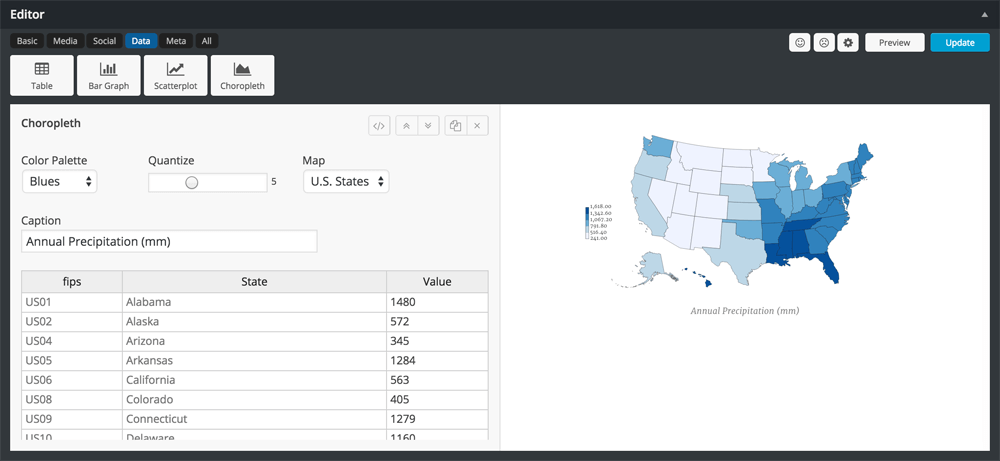 Editor
Basic Media Social Data Meta All
Preview Update
Table Bar Graph Scatterplot Choropleth
Choropleth
Color Palette Quantize Map
Blues 5 U.S. States
Caption
Annual Precipitation (mm)
fips State Value
US01 Alabama 1480
US02 Alaska 572
US04 Arizona 345
US05 Arkansas 1284
US06 California 563
US08 Colorado 405
US09 Connecticut 1279
US10 Delaware 1160
1,618.00
1,342.60
1,067.20
791.80
516.40
241.00
Annual Precipitation (mm)